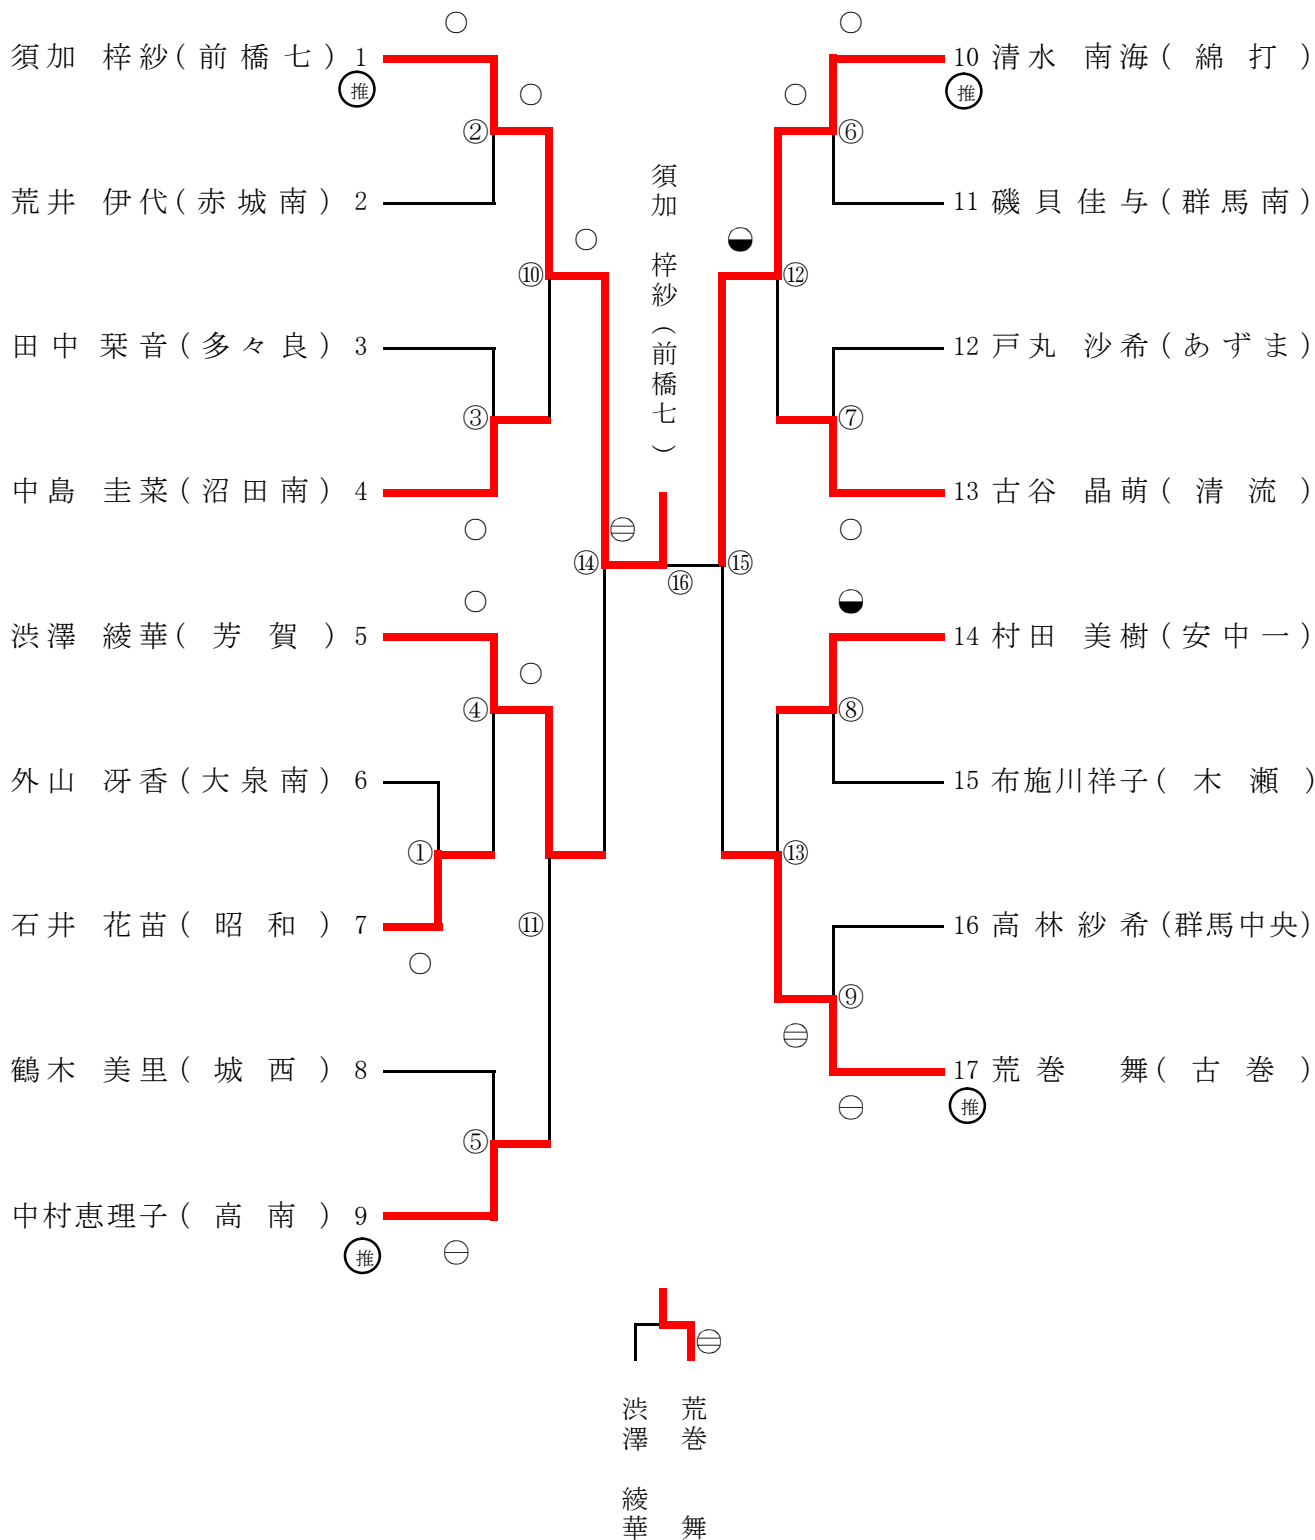 須加 梓紗(前橋七) 1
推
荒井 伊代(赤城南) 2
田中 栞音(多々良) 3
中島 圭菜(沼田南) 4
渋澤 綾華(芳賀) 5
外山 冴香(大泉南) 6
石井 花苗(昭和) 7
鶴木 美里(城西) 8
中村恵理子(高南) 9
推
②
⑩
③
⑭
④
①
⑪
⑤
須加 梓紗(前橋七)
⑯
10 清水 南海(綿打)
推
11 磯貝佳与(群馬南)
12 戸丸 沙希(あずま)
13 古谷 晶萌(清流)
14 村田 美樹(安中一)
15 布施川祥子(木瀬)
16 高林紗希(群馬中央)
17 荒巻 舞(古巻)
推
⑥
⑫
⑦
⑮
⑧
⑬
⑨
渋澤 綾華
荒巻 舞